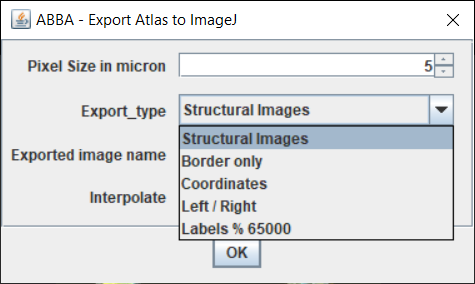 ABBA - Export Atlas to ImageJ
Pixel Size in micron 5
Export_type Structural Images
Structural Images
Border only
Exported image name Coordinates
Interpolate Left / Right
Labels % 65000
OK